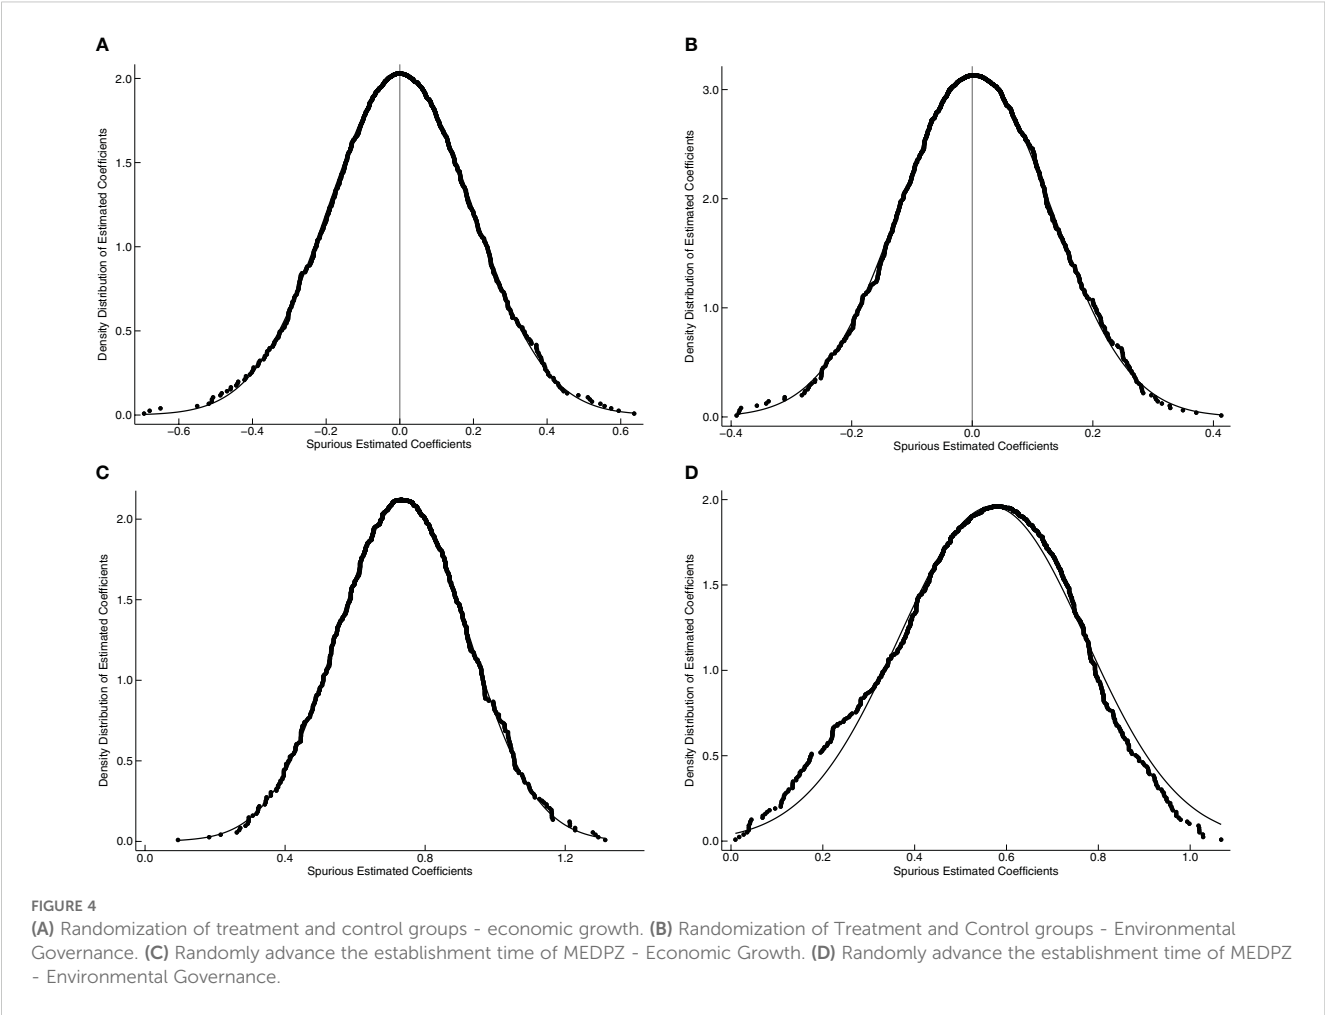 A
Density Distribution of Estimated Coefficients
2.0
1.5
1.0
0.5
0.0
−0.6 −0.4 −0.2 0.0 0.2 0.4 0.6
Spurious Estimated Coefficients
B
Density Distribution of Estimated Coefficients
3.0
2.0
1.0
0.0
−0.4 −0.2 0.0 0.2 0.4
Spurious Estimated Coefficients
C
Density Distribution of Estimated Coefficients
2.0
1.5
1.0
0.5
0.0
0.0 0.4 0.8 1.2
Spurious Estimated Coefficients
D
Density Distribution of Estimated Coefficients
2.0
1.5
1.0
0.5
0.0
0.0 0.2 0.4 0.6 0.8 1.0
Spurious Estimated Coefficients
FIGURE 4
(A) Randomization of treatment and control groups - economic growth. (B) Randomization of Treatment and Control groups - Environmental
Governance. (C) Randomly advance the establishment time of MEDPZ - Economic Growth. (D) Randomly advance the establishment time of MEDPZ
- Environmental Governance.